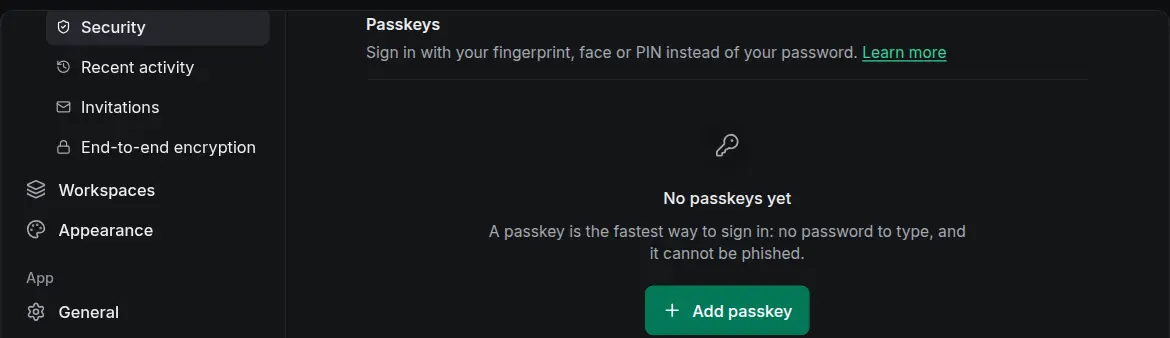 Security
Recent activity
Invitations
End-to-end encryption
Workspaces
Appearance
App
General
Passkeys
Sign in with your fingerprint, face or PIN instead of your password. Learn more
No passkeys yet
A passkey is the fastest way to sign in: no password to type, and
it cannot be phished.
Add passkey